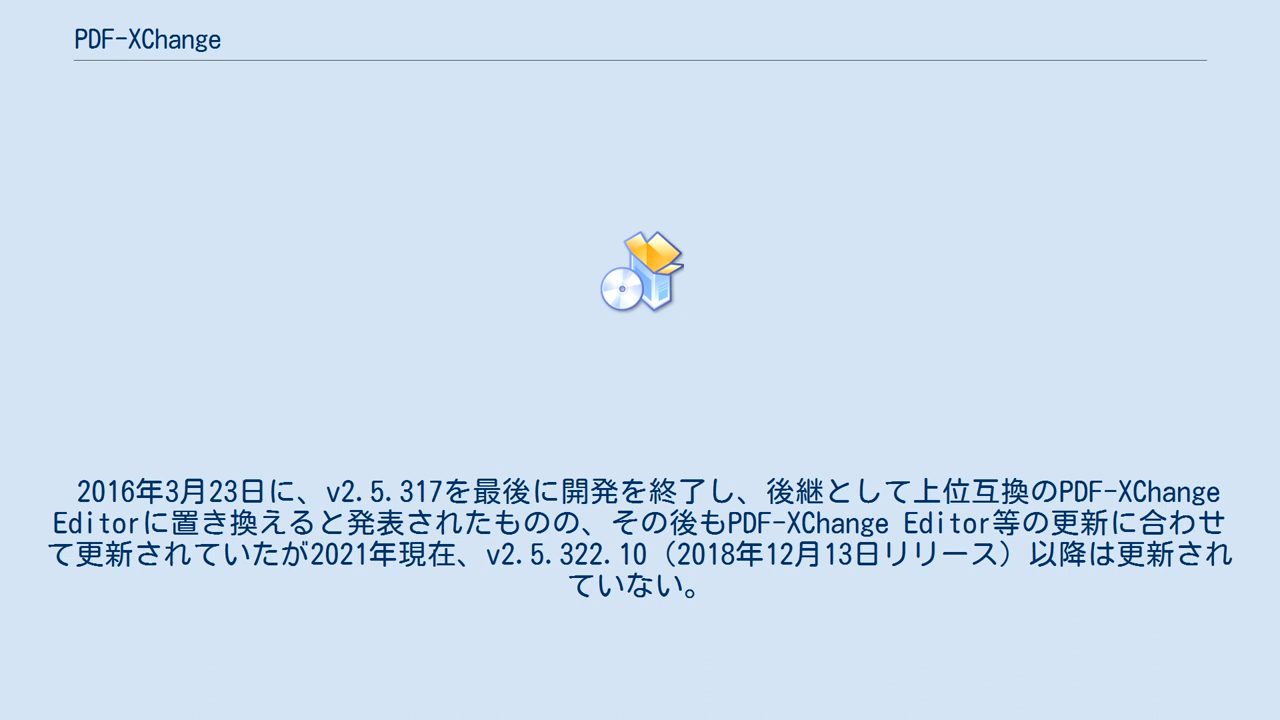 PDF-XChange
2016年3月23日に、v2.5.317を最後に開発を終了し、後継として上位互換のPDF-XChange
Editorに置き換えると発表されたものの、その後もPDF-XChange Editor等の更新に合わせ
て更新されていたが2021年現在、v2.5.322.10（2018年12月13日リリース）以降は更新され
ていない。